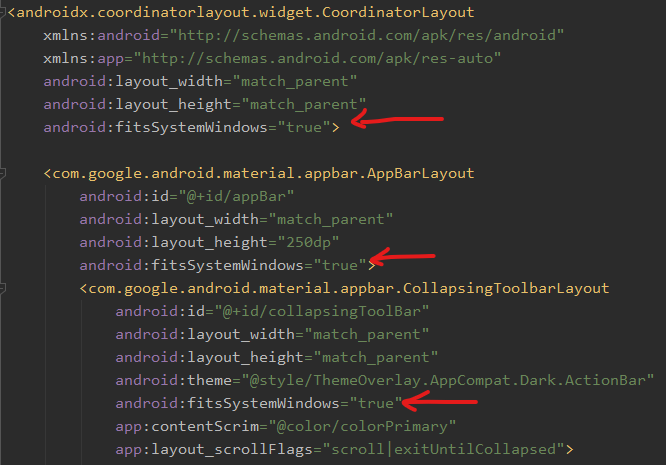 <androidx.coordinatorlayout.widget.CoordinatorLayout
xmlns:android="http://schemas.android.com/apk/res/android"
xmlns:app="http://schemas.android.com/apk/res-auto"
android:layout_width="match_parent"
android:layout_height="match_parent"
android:fitsSystemWindows="true">
<com.google.android.material.appbar.AppBarLayout
android:id="@+id/appBar"
android:layout_width="match_parent"
android:layout_height="250dp"
android:fitsSystemWindows="true">
<com.google.android.material.appbar.CollapsingToolbarLayout
android:id="@+id/collapsingToolBar"
android:layout_width="match_parent"
android:layout_height="match_parent"
android:theme="@style/ThemeOverlay.AppCompat.Dark.ActionBar"
android:fitsSystemWindows="true"
app:contentScrim="@color/colorPrimary"
app:layout_scrollFlags="scroll|exitUntilCollapsed">